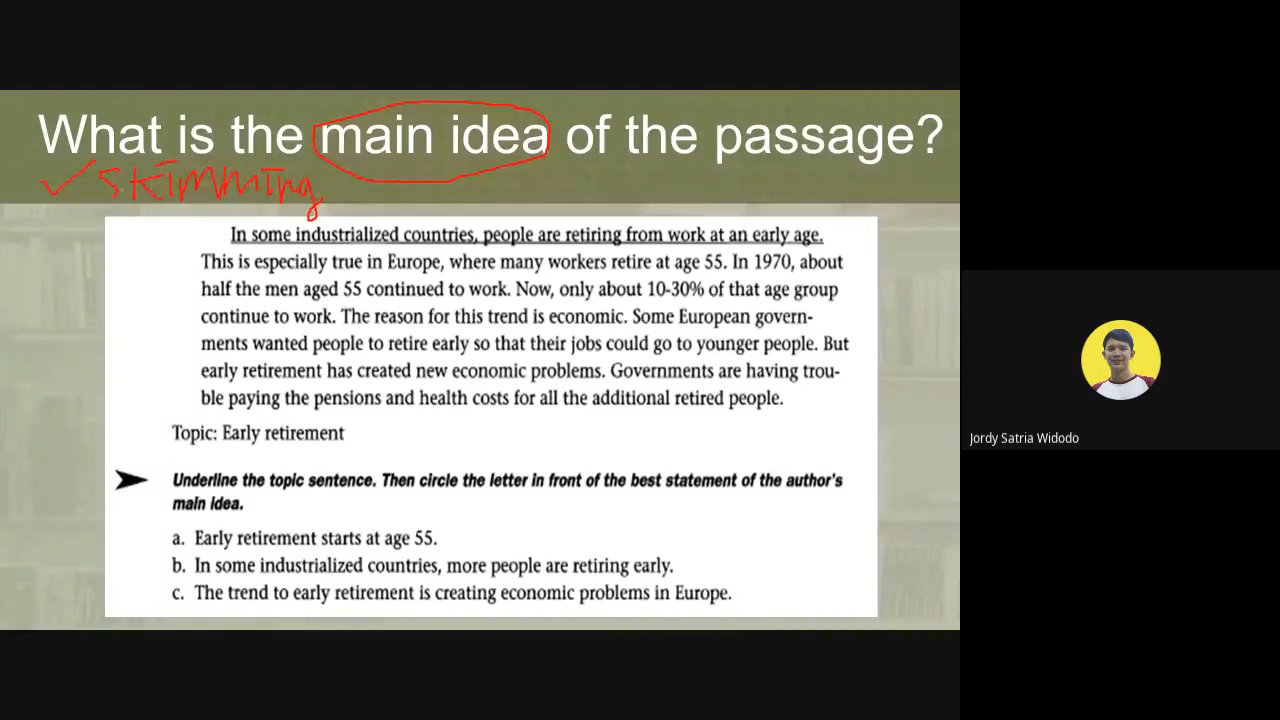 What is the main idea of the passage?
skimming
In some industrialized countries, people are retiring from work at an early age.
This is especially true in Europe, where many workers retire at age 55. In 1970, about
half the men aged 55 continued to work. Now, only about 10-30% of that age group
continue to work. The reason for this trend is economic. Some European govern-
ments wanted people to retire early so that their jobs could go to younger people. But
early retirement has created new economic problems. Governments are having trou-
ble paying the pensions and health costs for all the additional retired people.
Topic: Early retirement
Underline the topic sentence. Then circle the letter in front of the best statement of the author's
main idea.
a. Early retirement starts at age 55.
b. In some industrialized countries, more people are retiring early.
c. The trend to early retirement is creating economic problems in Europe.
Jordy Satria Widodo